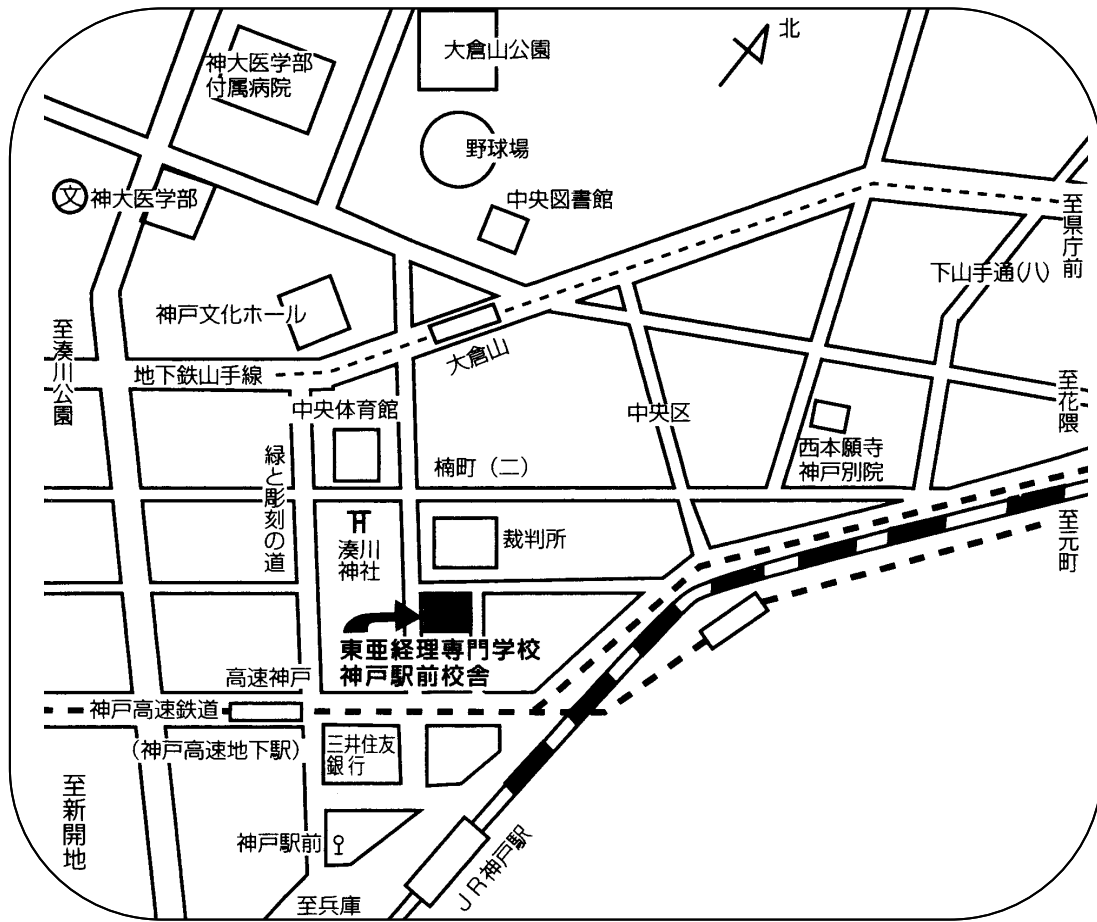 北
神大医学部
付属病院
大倉山公園
野球場
文
神大医学部
中央図書館
至県庁前
下山手通(八)
神戸文化ホール
至湊川公園
地下鉄山手線
大倉山
至花隈
中央体育館
中央区
西本願寺
神戸別院
緑と彫刻の道
楠町（二）
湊川
神社
裁判所
至元町
東亜経理専門学校
神戸駅前校舎
高速神戸
神戸高速鉄道
(神戸高速地下駅)
三井住友
銀行
至新開地
神戸駅前
JR神戸駅
至兵庫